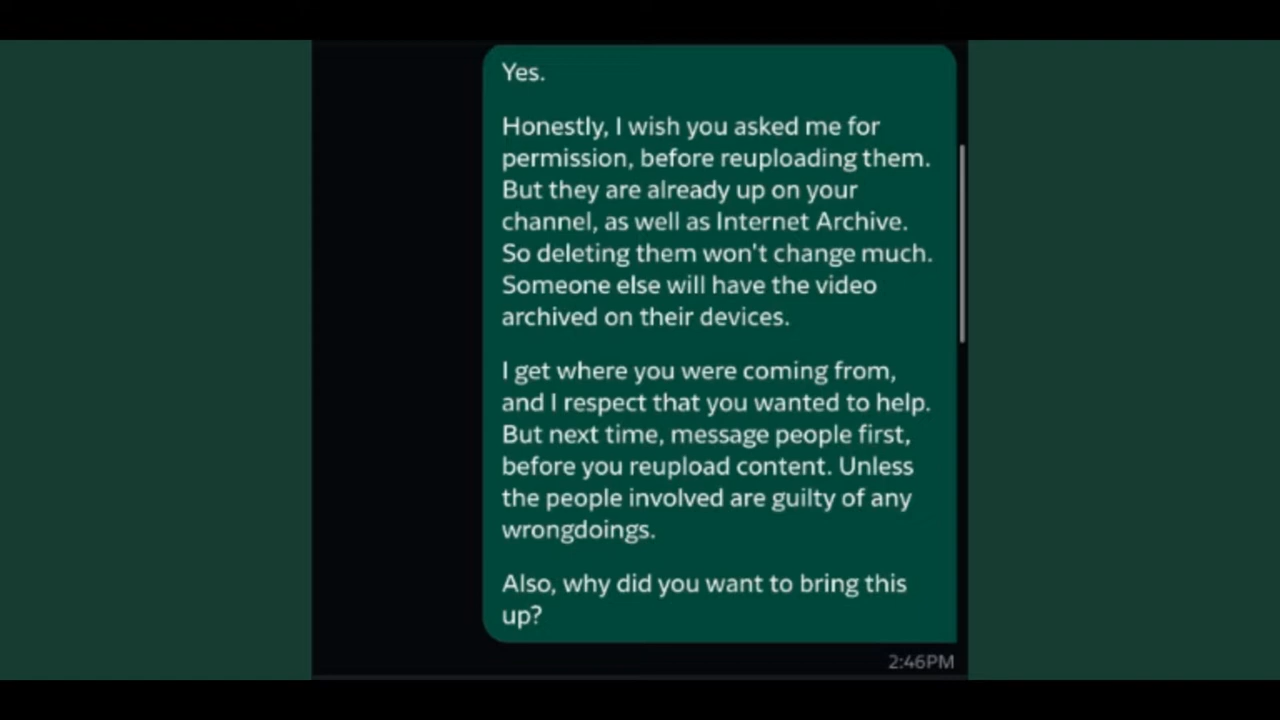 Yes.
Honestly, I wish you asked me for
permission, before reuploading them.
But they are already up on your
channel, as well as Internet Archive.
So deleting them won't change much.
Someone else will have the video
archived on their devices.
I get where you were coming from,
and I respect that you wanted to help.
But next time, message people first,
before you reupload content. Unless
the people involved are guilty of any
wrongdoings.
Also, why did you want to bring this
up?
2:46PM